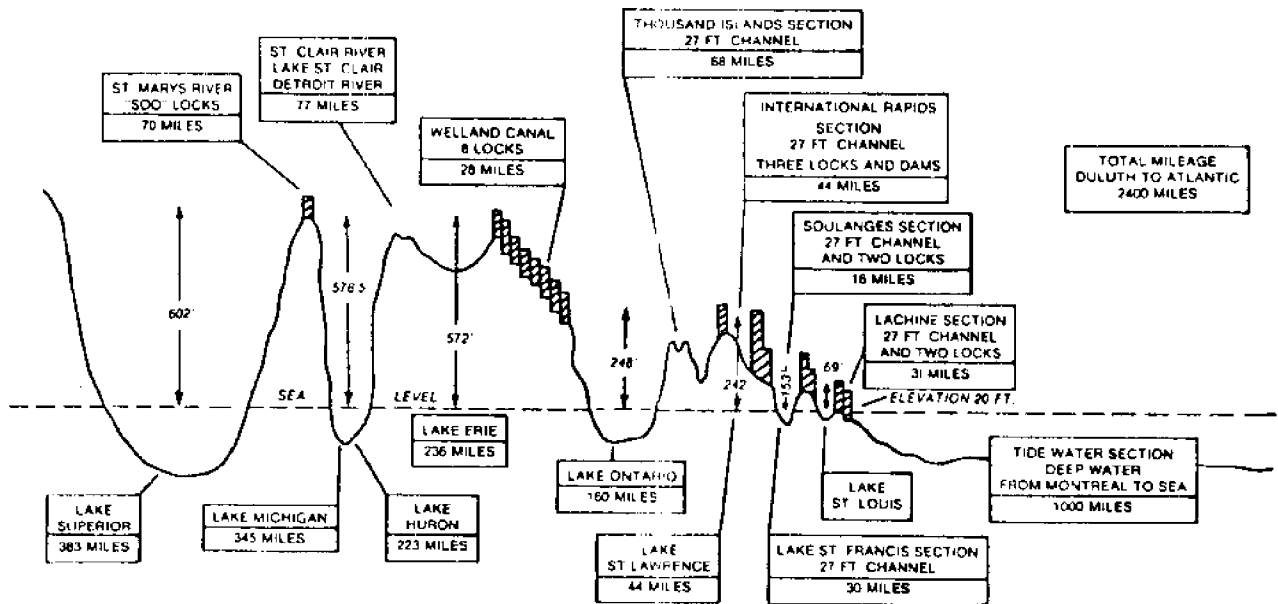 THOUSAND ISLANDS SECTION
27 FT. CHANNEL
68 MILES
ST. CLAIR RIVER
LAKE ST. CLAIR
DETROIT RIVER
77 MILES
ST. MARYS RIVER
"SOO" LOCKS
70 MILES
WELLAND CANAL
8 LOCKS
28 MILES
INTERNATIONAL RAPIDS
SECTION
27 FT. CHANNEL
THREE LOCKS AND DAMS
44 MILES
TOTAL MILEAGE
DULUTH TO ATLANTIC
2400 MILES
SOULANGES SECTION
27 FT. CHANNEL
AND TWO LOCKS
16 MILES
LACHINE SECTION
27 FT. CHANNEL
AND TWO LOCKS
31 MILES
602'
578.5
572'
248'
242'
153.4
69'
ELEVATION 20 FT.
SEA LEVEL
LAKE ERIE
236 MILES
LAKE
SUPERIOR
383 MILES
LAKE MICHIGAN
345 MILES
LAKE
HURON
223 MILES
LAKE ONTARIO
160 MILES
LAKE
ST. LOUIS
TIDE WATER SECTION
DEEP WATER
FROM MONTREAL TO SEA
1000 MILES
LAKE
ST LAWRENCE
44 MILES
LAKE ST. FRANCIS SECTION
27 FT. CHANNEL
30 MILES